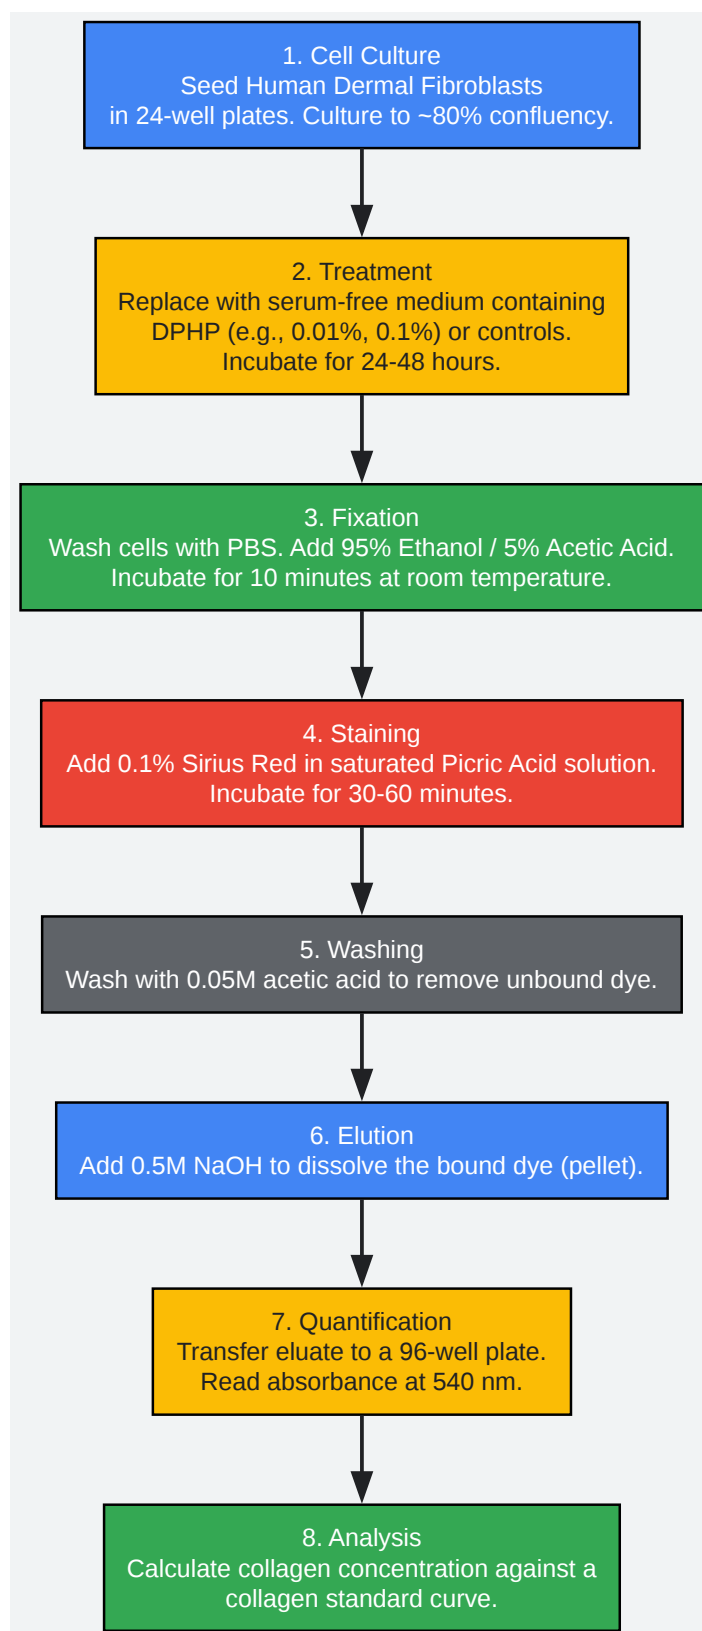 1. Cell Culture
Seed Human Dermal Fibroblasts
in 24-well plates. Culture to ~80% confluency.
2. Treatment
Replace with serum-free medium containing
DPHP (e.g., 0.01%, 0.1%) or controls.
Incubate for 24-48 hours.
3. Fixation
Wash cells with PBS. Add 95% Ethanol / 5% Acetic Acid.
Incubate for 10 minutes at room temperature.
4. Staining
Add 0.1% Sirius Red in saturated Picric Acid solution.
Incubate for 30-60 minutes.
5. Washing
Wash with 0.05M acetic acid to remove unbound dye.
6. Elution
Add 0.5M NaOH to dissolve the bound dye (pellet).
7. Quantification
Transfer eluate to a 96-well plate.
Read absorbance at 540 nm.
8. Analysis
Calculate collagen concentration against a
collagen standard curve.